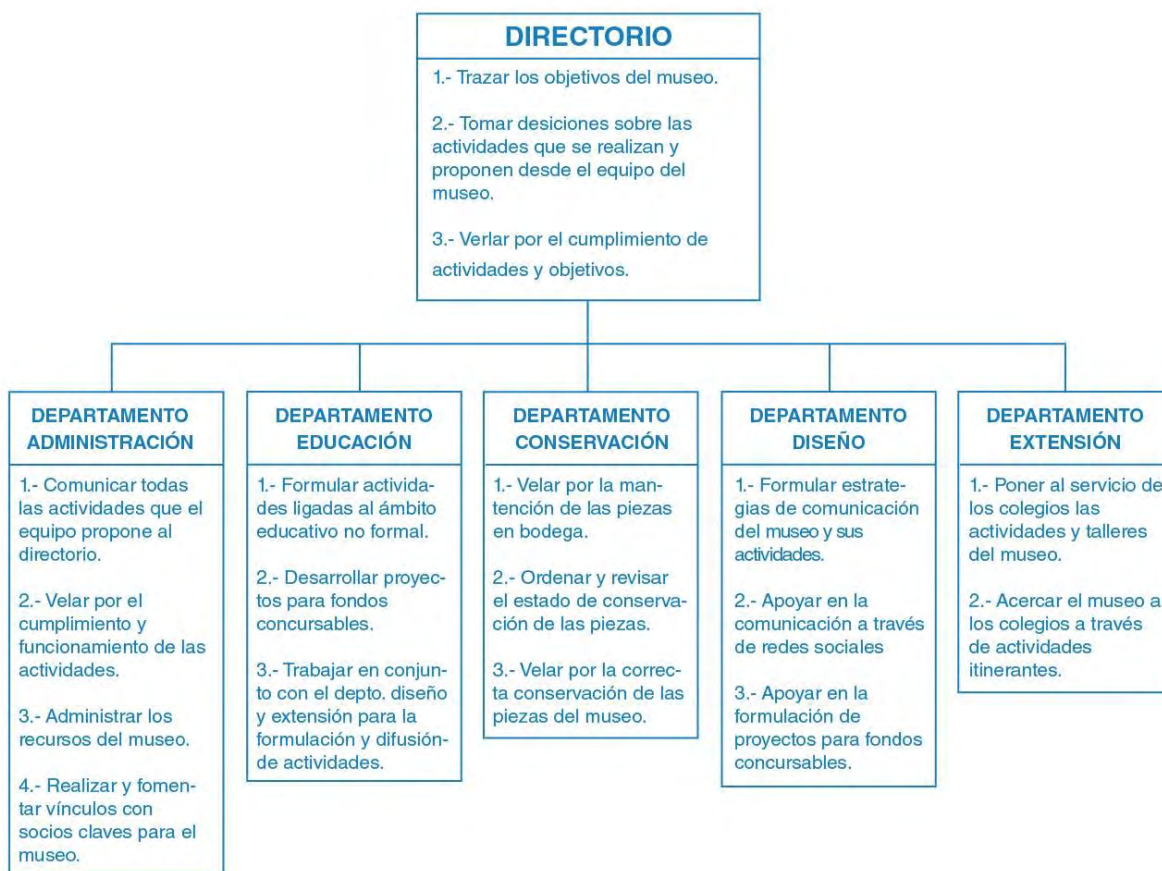 DIRECTORIO
1.- Trazar los objetivos del museo.
2.- Tomar desiciones sobre las
actividades que se realizan y
proponen desde el equipo del
museo.
3.- Verlar por el cumplimiento de
actividades y objetivos.
DEPARTAMENTO
ADMINISTRACIÓN
1.- Comunicar todas
las actividades que el
equipo propone al
directorio.
2.- Velar por el
cumplimiento y
funcionamiento de las
actividades.
3.- Administrar los
recursos del museo.
4.- Realizar y fomen-
tar vínculos con
socios claves para el
museo.
DEPARTAMENTO
EDUCACIÓN
1.- Formular activida-
des ligadas al ámbito
educativo no formal.
2.- Desarrollar proyec-
tos para fondos
concursables.
3.- Trabajar en conjun-
to con el depto. diseño
y extensión para la
formulación y difusión-
de actividades.
DEPARTAMENTO
CONSERVACIÓN
1.- Velar por la man-
tención de las piezas
en bodega.
2.- Ordenar y revisar
el estado de conserva-
ción de las piezas.
3.- Velar por la correc-
ta conservación de las
piezas del museo.
DEPARTAMENTO
DISEÑO
1.- Formular estrate-
gias de comunicación
del museo y sus
actividades.
2.- Apoyar en la
comunicación a través
de redes sociales
3.- Apoyar en la
formulación de
proyectos para fondos
concursables.
DEPARTAMENTO
EXTENSIÓN
1.- Poner al servicio de
los colegios las
actividades y talleres
del museo.
2.- Acercar el museo a
los colegios a través
de actividades
itinerantes.